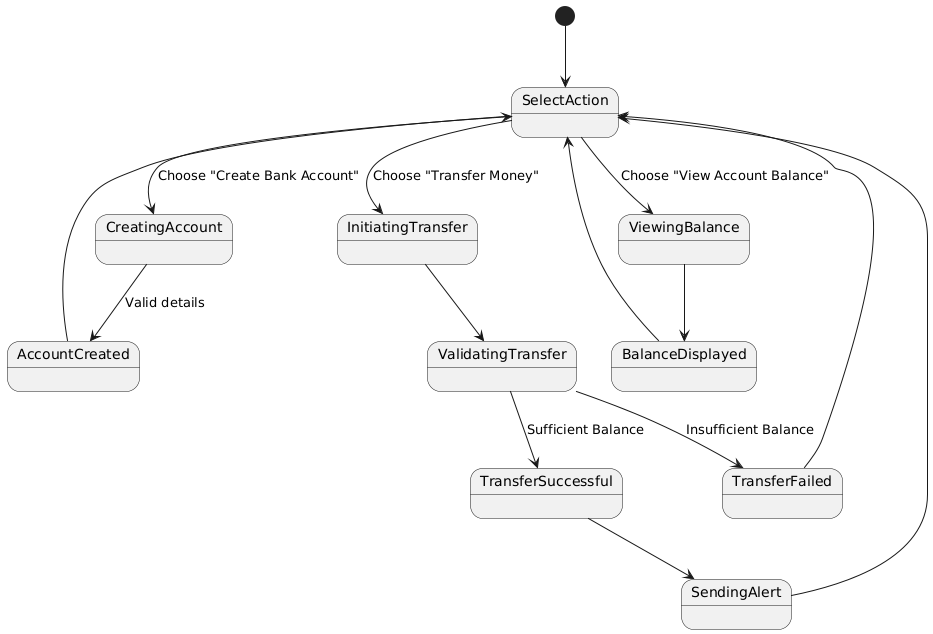 SelectAction
Choose "Create Bank Account"
Choose "Transfer Money"
Choose "View Account Balance"
CreatingAccount
InitiatingTransfer
ViewingBalance
Valid details
AccountCreated
ValidatingTransfer
BalanceDisplayed
Sufficient Balance
Insufficient Balance
TransferSuccessful
TransferFailed
SendingAlert